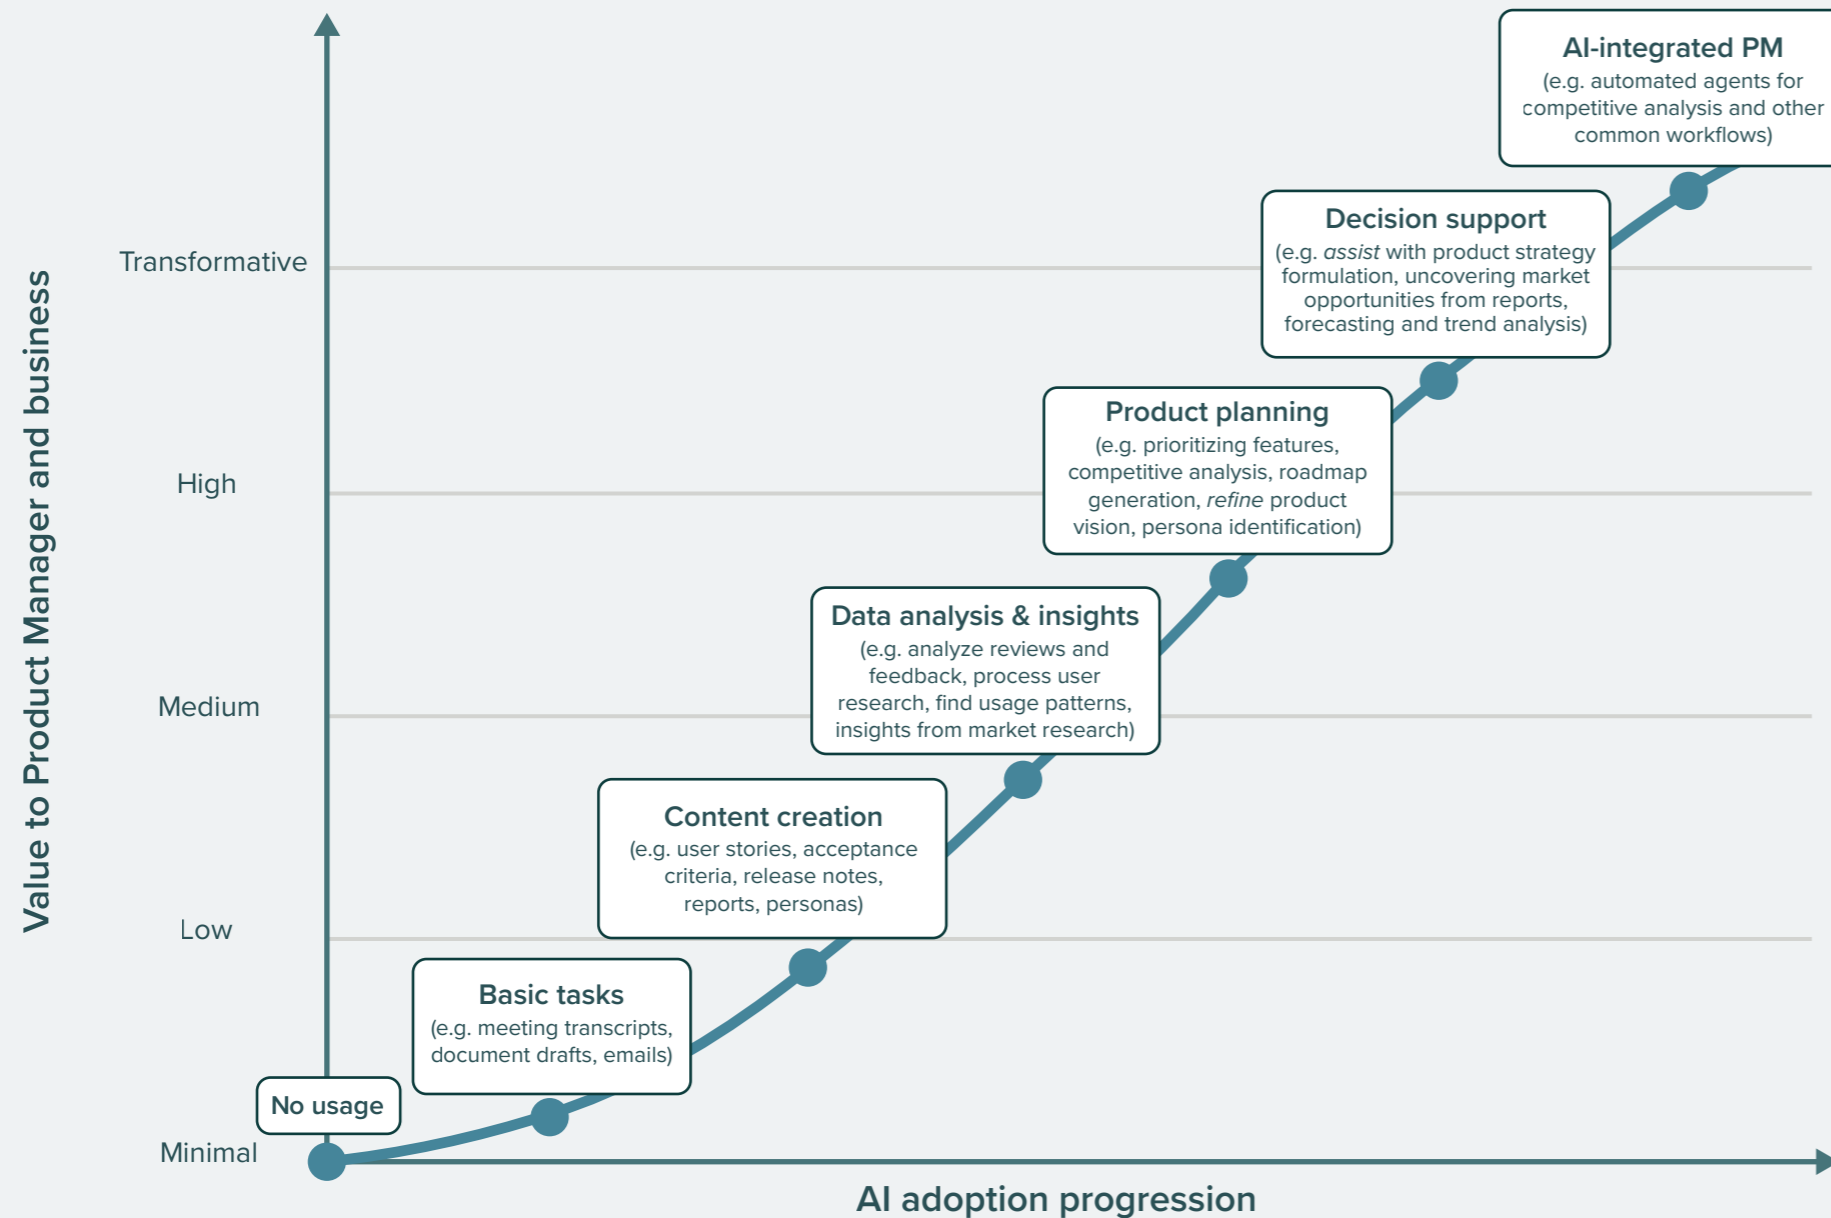 AI-integrated PM
(e.g. automated agents for
competitive analysis and other
common workflows)
Decision support
(e.g. assist with product strategy
formulation, uncovering market
opportunities from reports,
forecasting and trend analysis)
Transformative
Product planning
(e.g. prioritizing features,
competitive analysis, roadmap
generation, refine product
vision, persona identification)
High
Value to Product Manager and business
Data analysis & insights
(e.g. analyze reviews and
feedback, process user
research, find usage patterns,
insights from market research)
Medium
Content creation
(e.g. user stories, acceptance
criteria, release notes,
reports, personas)
Low
Basic tasks
(e.g. meeting transcripts,
document drafts, emails)
No usage
Minimal
AI adoption progression